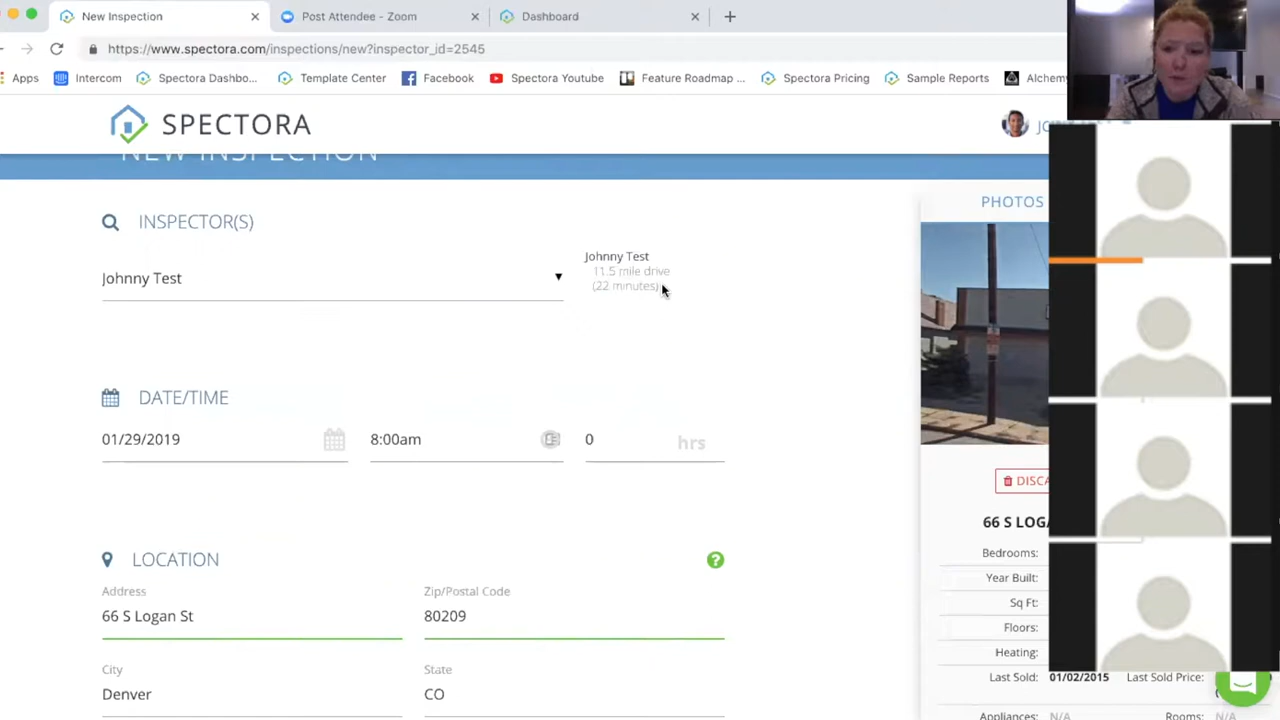 New Inspection
Post Attendee - Zoom
Dashboard
https://www.spectora.com/inspections/new?inspector_id=2545
Apps
Intercom
Spectora Dashbo...
Template Center
Facebook
Spectora Youtube
Feature Roadmap ...
Spectora Pricing
Sample Reports
Alchem
SPECTORA
NEW INSPECTION
INSPECTOR(S)
PHOTOS
Johnny Test
Johnny Test
11.5 mile drive
(22 minutes)
DATE/TIME
01/29/2019
8:00am
0
hrs
DISCA
66 S LOGA
LOCATION
Bedrooms:
Year Built:
Sq Ft:
Floors:
Heating:
Last Sold: 01/02/2015 Last Sold Price:
Appliances: N/A Rooms: N/A
Address
Zip/Postal Code
66 S Logan St
80209
City
State
Denver
CO